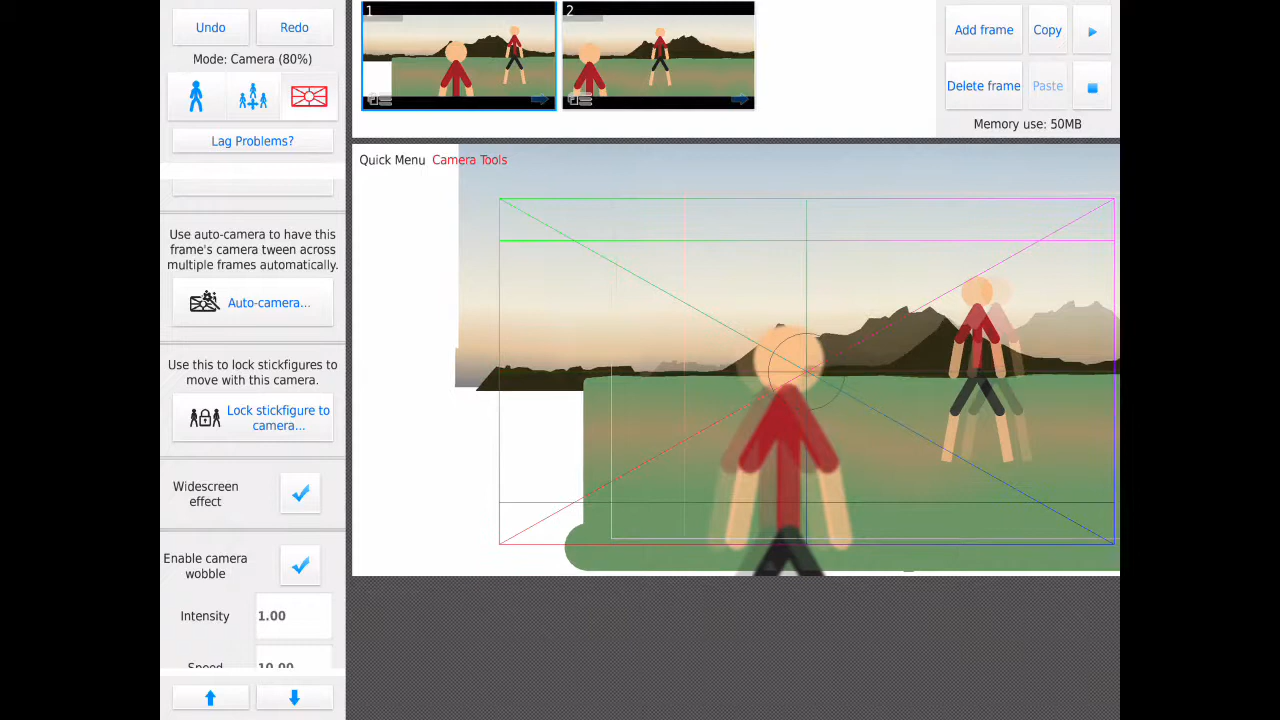 Undo
Redo
Mode: Camera (80%)
Lag Problems?
Use auto-camera to have this
frame's camera tween across
multiple frames automatically.
Auto-camera...
Use this to lock stickfigures to
move with this camera.
Lock stickfigure to
camera...
Widescreen
effect
Enable camera
wobble
Intensity
1.00
Speed
10.00
1
2
Add frame
Copy
Delete frame
Paste
Memory use: 50MB
Quick Menu
Camera Tools